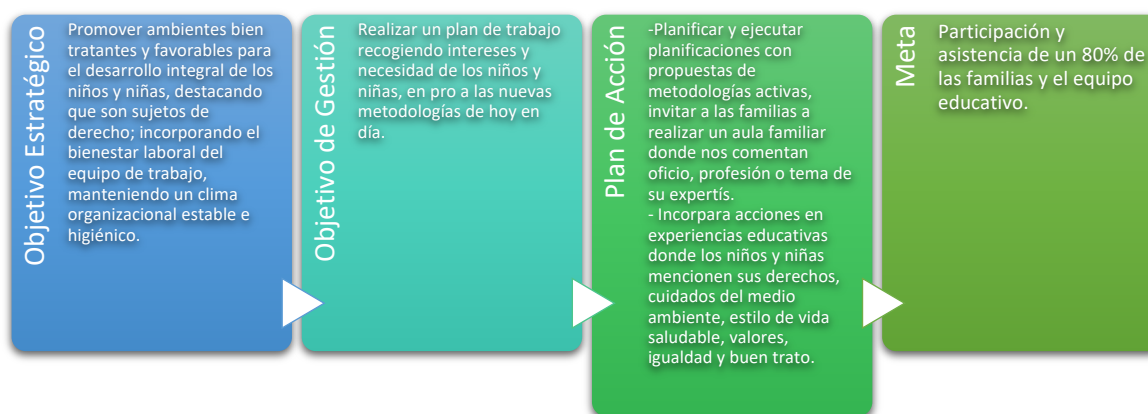 Objetivo Estratégico
Promover ambientes bien
tratantes y favorables para
el desarrollo integral de los
niños y niñas, destacando
que son sujetos de
derecho; incorporando el
bienestar laboral del
equipo de trabajo,
manteniendo un clima
organizacional estable e
higiénico.
Objetivo de Gestión
Realizar un plan de trabajo
recogiendo intereses y
necesidad de los niños y
niñas, en pro a las nuevas
metodologías de hoy en
día.
Plan de Acción
-Planificar y ejecutar
planificaciones con
propuestas de
metodologías activas,
invitar a las familias a
realizar un aula familiar
donde nos comentan
oficio, profesión o tema de
su expertís.
- Incorpara acciones en
experiencias educativas
donde los niños y niñas
mencionen sus derechos,
cuidados del medio
ambiente, estilo de vida
saludable, valores,
igualdad y buen trato.
Meta
Participación y
asistencia de un 80% de
las familias y el equipo
educativo.